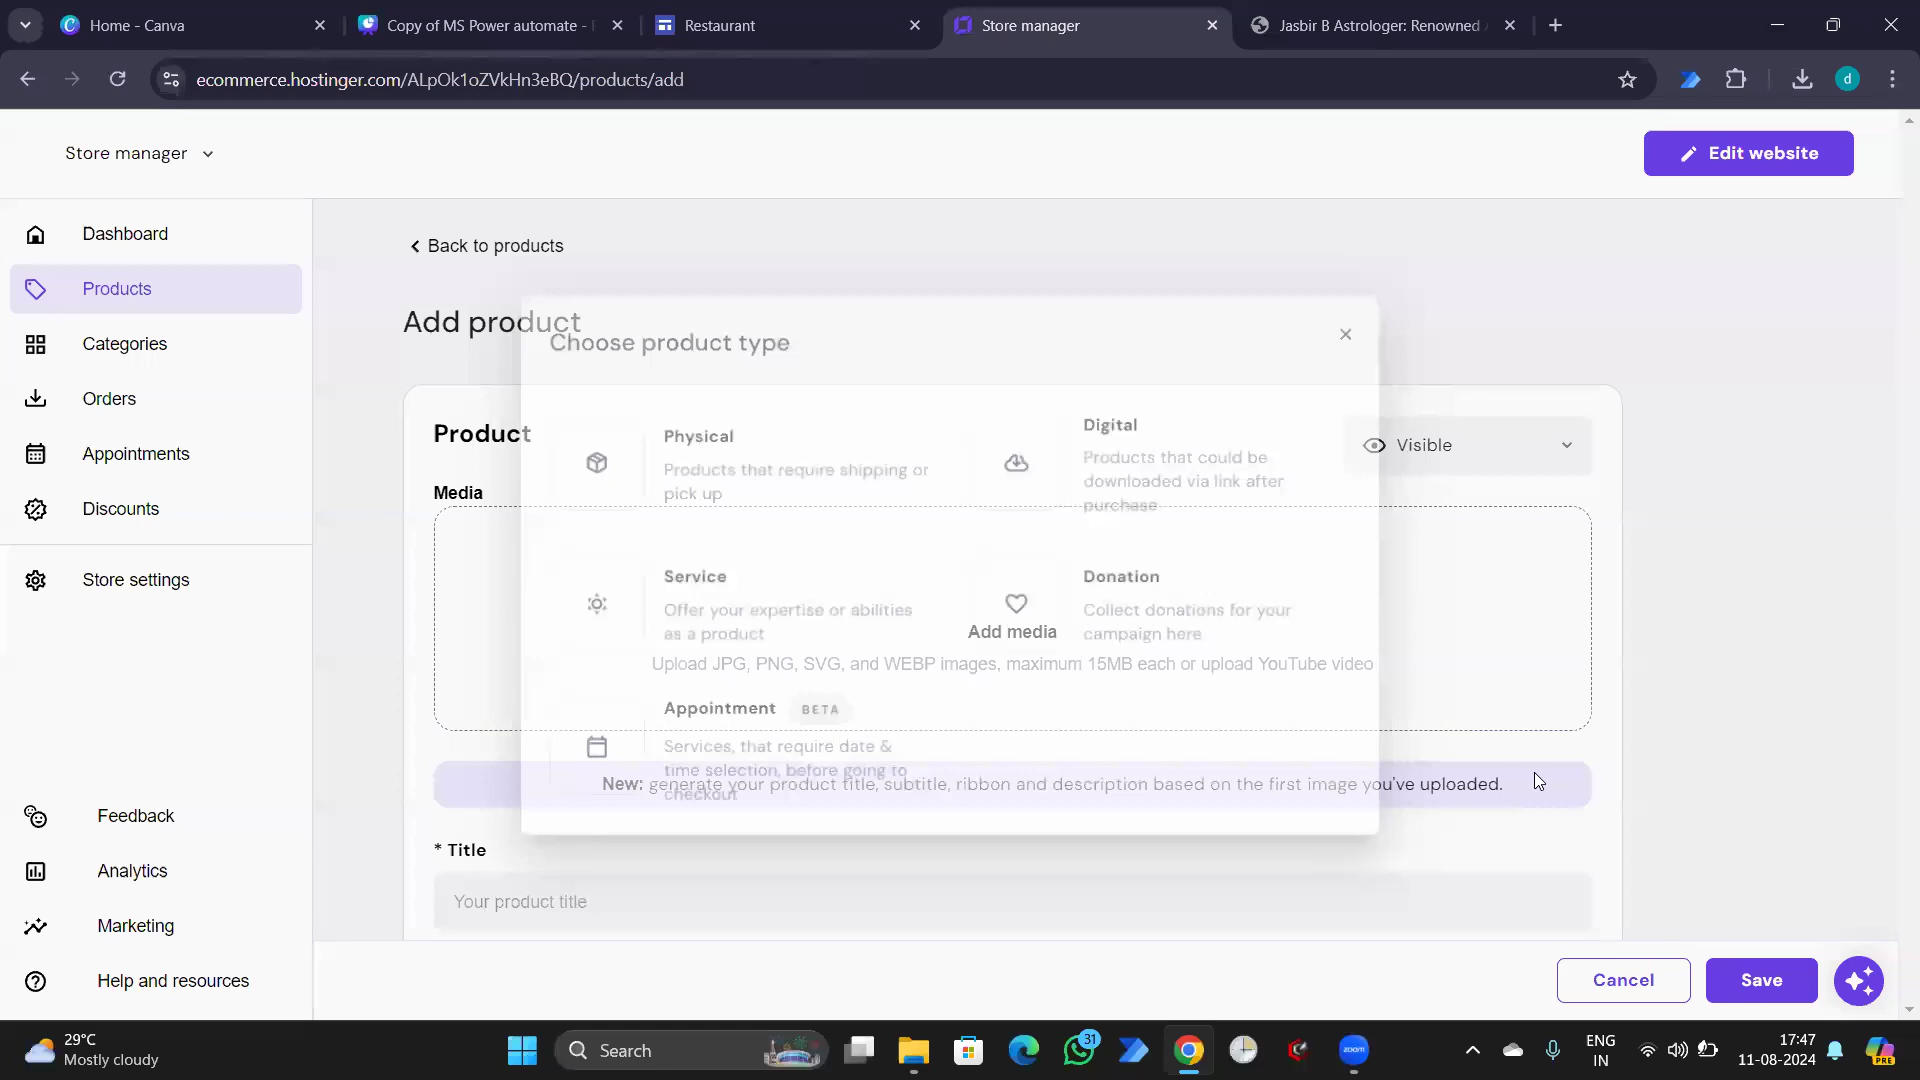 Home - Canva
Copy of MS Power automate -
Restaurant
Store manager
Jasbir B Astrologer: Renowned
ecommerce.hostinger.com/ALpOk1oZVkHn3eBQ/products/add
d
Store manager
Edit website
Dashboard
Products
Categories
Orders
Appointments
Discounts
Store settings
Feedback
Analytics
Marketing
Help and resources
Back to products
Add product
Choose product type
Product
Visible
Physical
Products that require shipping or
pick up
Digital
Products that could be
downloaded via link after
purchase
Media
Service
Offer your expertise or abilities
as a product
Donation
Collect donations for your
campaign here
Add media
Upload JPG, PNG, SVG, and WEBP images, maximum 15MB each or upload YouTube video
Appointment BETA
Services, that require date &
time selection, before going to
checkout
New: generate your product title, subtitle, ribbon and description based on the first image you've uploaded.
* Title
Your product title
Cancel
Save
29°C
Mostly cloudy
Search
31
zoom
ENG
IN
17:47
11-08-2024
PRE